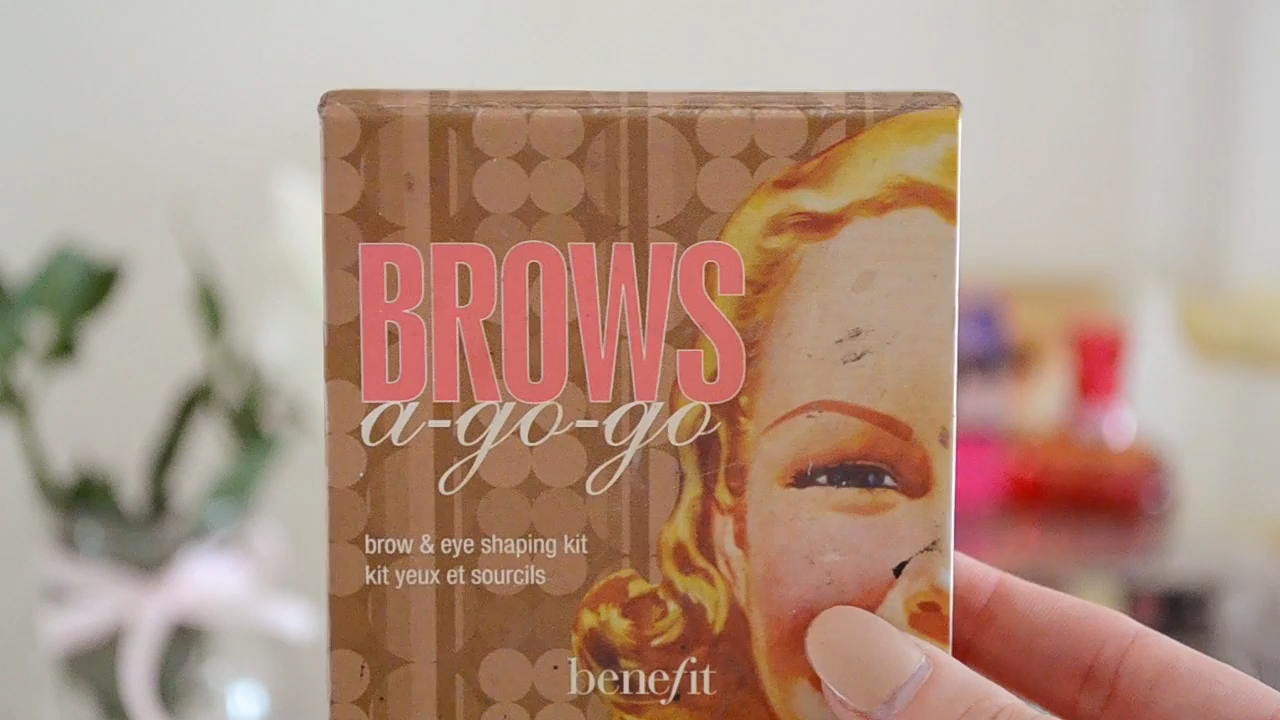 BROWS
a-go-go
brow & eye shaping kit
kit yeux et sourcils
benefit